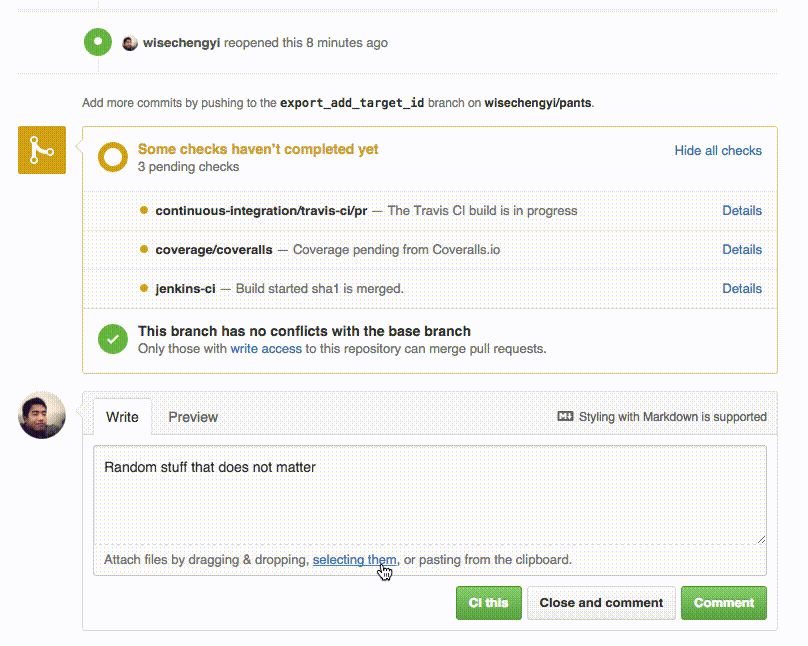 wisechengyi reopened this 8 minutes ago
Add more commits by pushing to the export_add_target_id branch on wisechengyi/pants.
Some checks haven't completed yet
Hide all checks
3 pending checks
continuous-integration/travis-ci/pr — The Travis CI build is in progress
Details
coverage/coveralls — Coverage pending from Coveralls.io
Details
jenkins-ci — Build started sha1 is merged.
Details
This branch has no conflicts with the base branch
Only those with write access to this repository can merge pull requests.
Write
Preview
M↓ Styling with Markdown is supported
Random stuff that does not matter
Attach files by dragging & dropping, selecting them, or pasting from the clipboard.
CI this
Close and comment
Comment